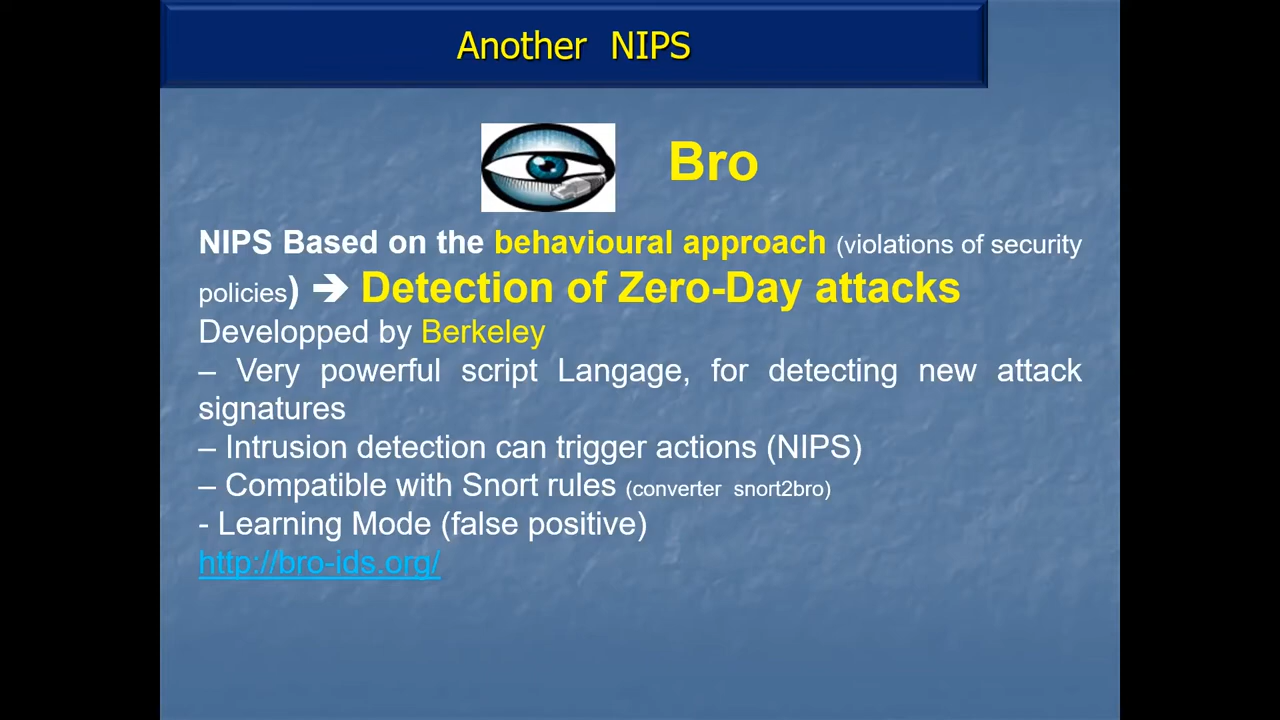 Another NIPS
Bro
NIPS Based on the behavioural approach (violations of security
policies) ➔ Detection of Zero-Day attacks
Developped by Berkeley
– Very powerful script Langage, for detecting new attack
signatures
– Intrusion detection can trigger actions (NIPS)
– Compatible with Snort rules (converter snort2bro)
- Learning Mode (false positive)
http://bro-ids.org/